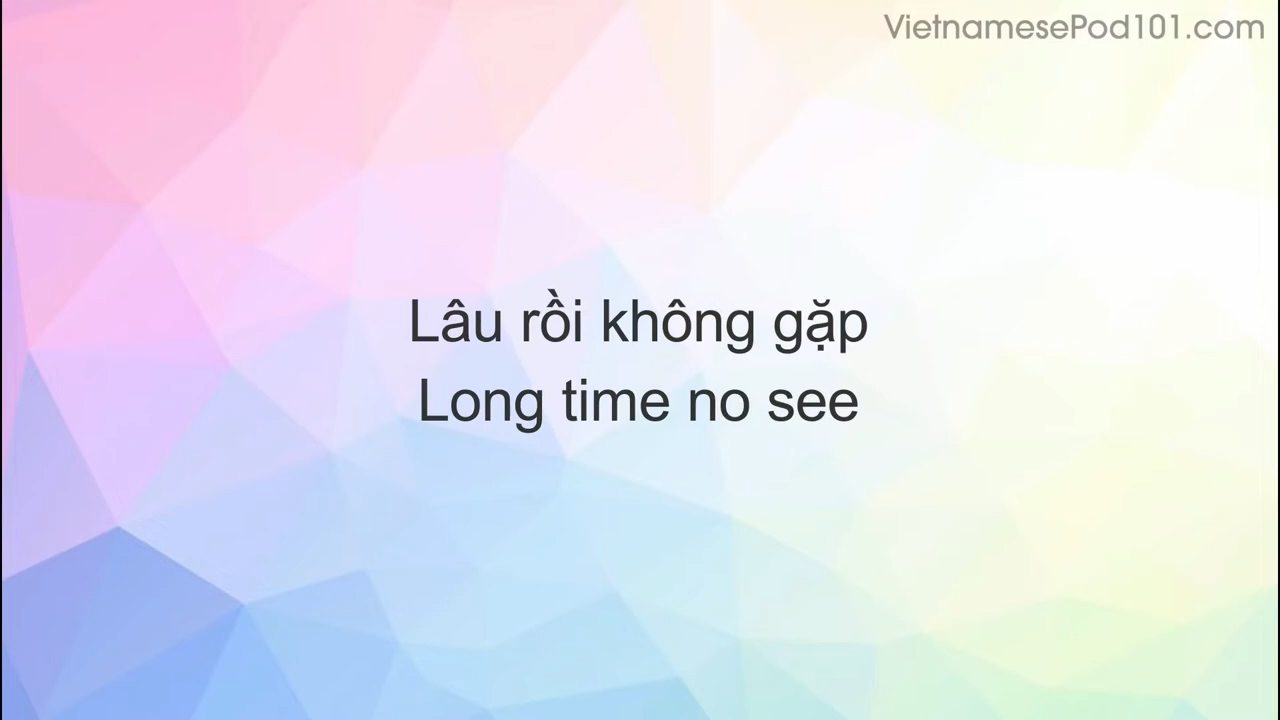 VietnamesePod101.com
Lâu rồi không gặp
Long time no see